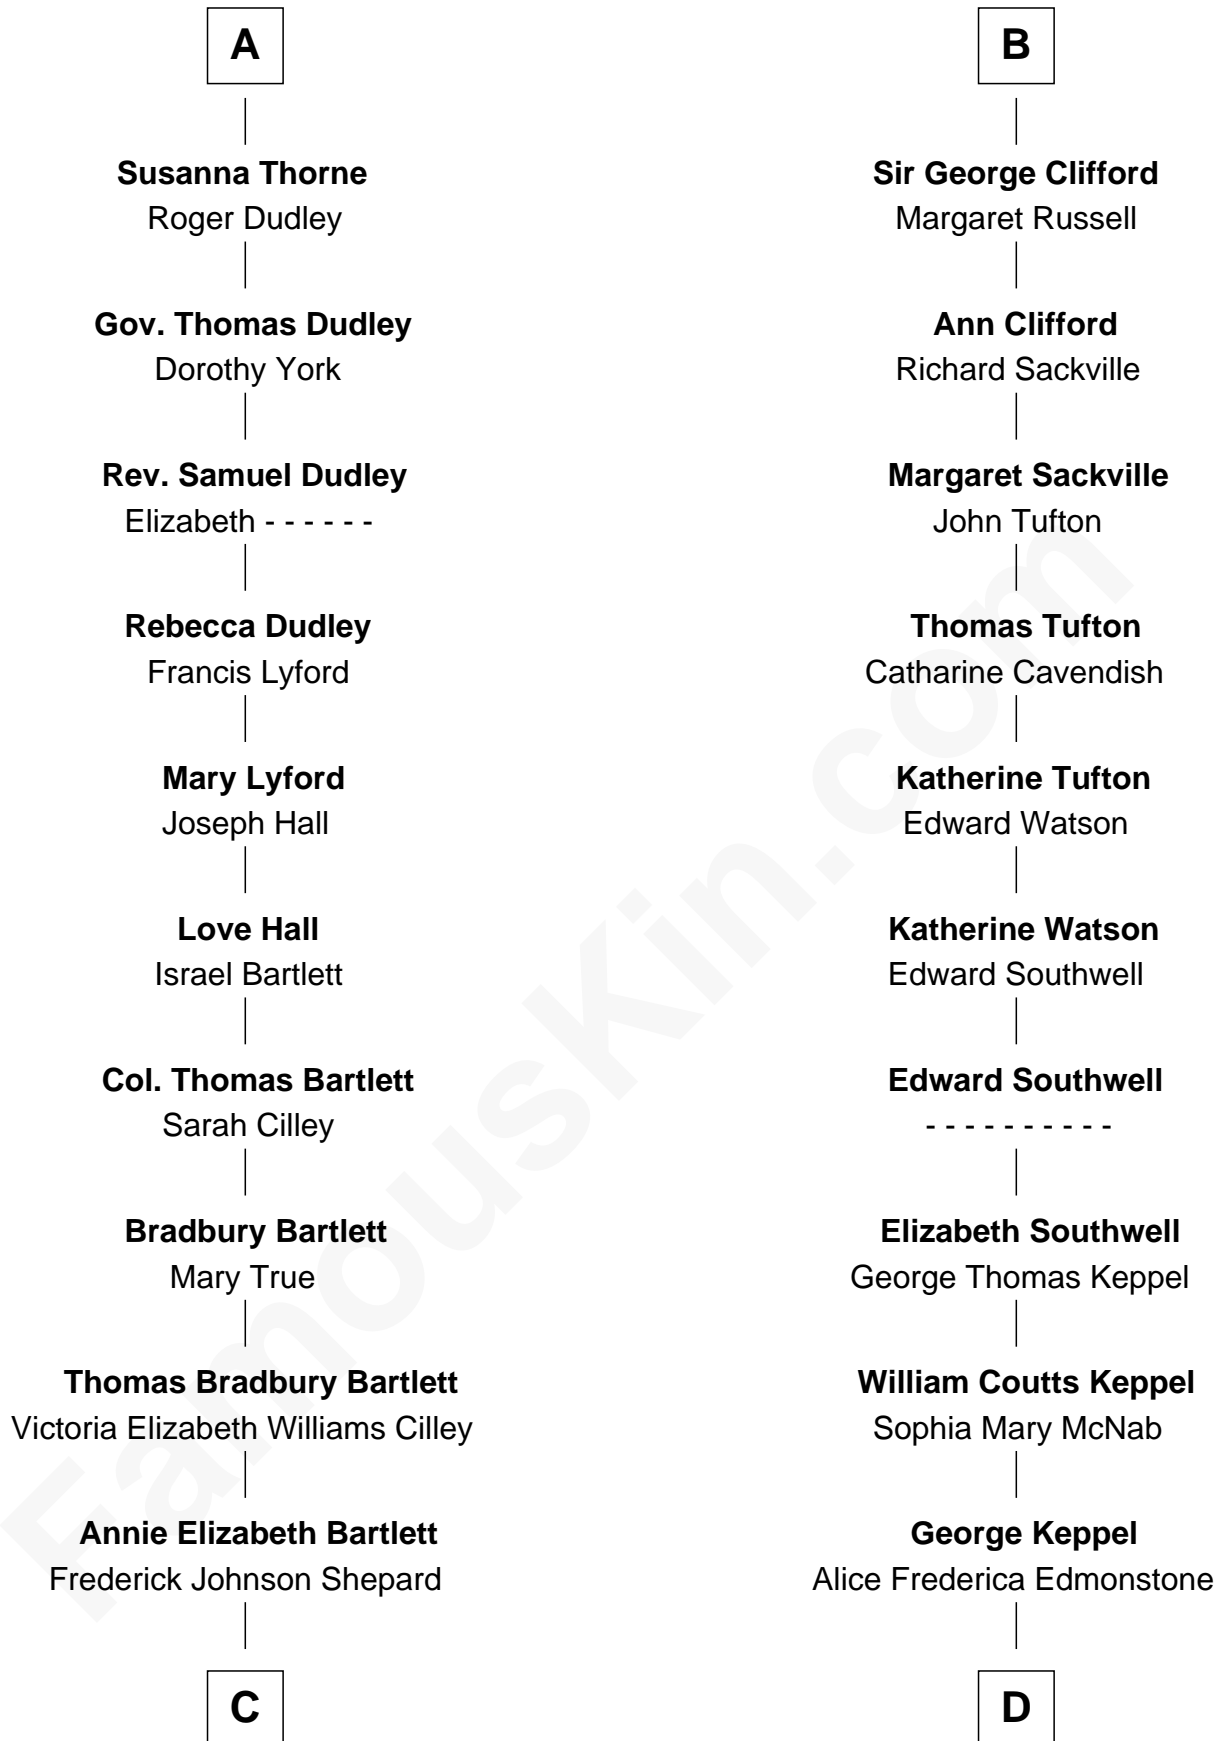 A
Susanna Thorne
Roger Dudley
Gov. Thomas Dudley
Dorothy York
Rev. Samuel Dudley
Elizabeth - - - - - -
Rebecca Dudley
Francis Lyford
Mary Lyford
Joseph Hall
Love Hall
Israel Bartlett
Col. Thomas Bartlett
Sarah Cilley
Bradbury Bartlett
Mary True
Thomas Bradbury Bartlett
Victoria Elizabeth Williams Cilley
Annie Elizabeth Bartlett
Frederick Johnson Shepard
C
B
Sir George Clifford
Margaret Russell
Ann Clifford
Richard Sackville
Margaret Sackville
John Tufton
Thomas Tufton
Catharine Cavendish
Katherine Tufton
Edward Watson
Katherine Watson
Edward Southwell
Edward Southwell
- - - - - - - - - -
Elizabeth Southwell
George Thomas Keppel
William Coutts Keppel
Sophia Mary McNab
George Keppel
Alice Frederica Edmonstone
D
FamousKin.com